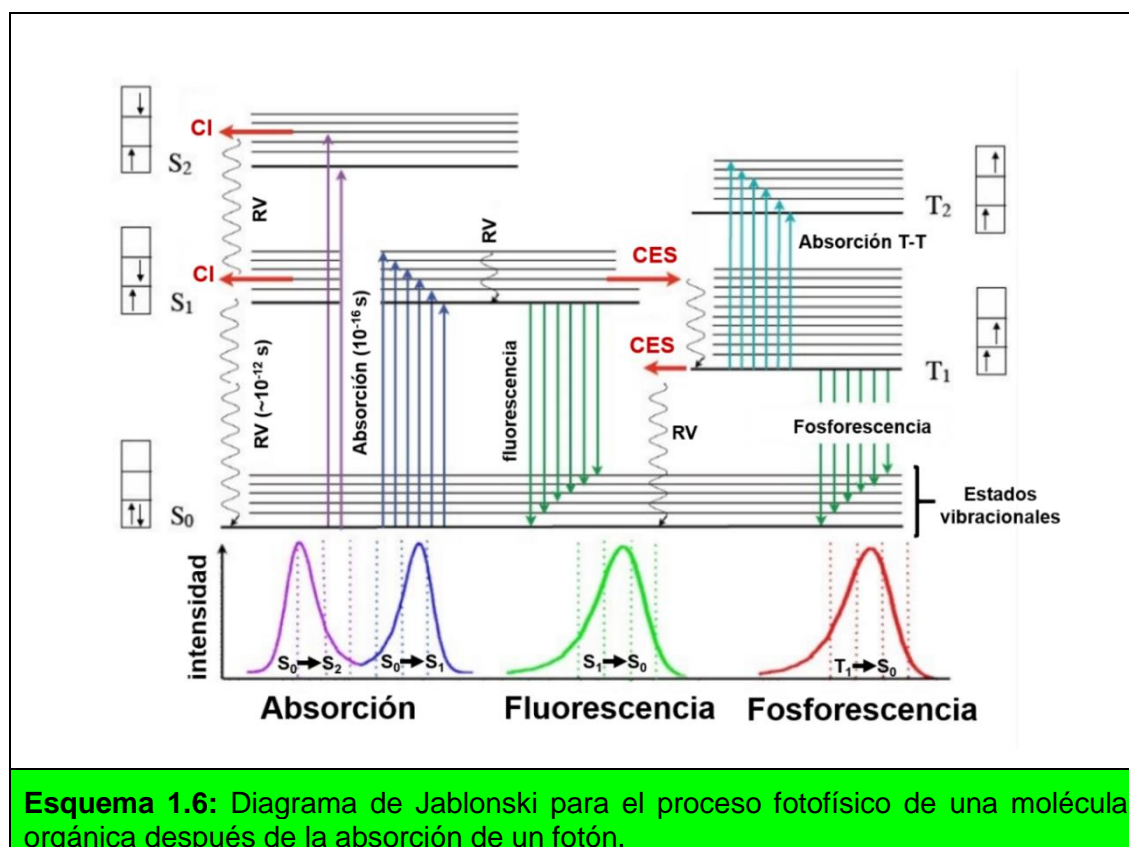 CI
S2
RV
T2
Absorción T-T
RV
CES
CI
S1
Absorción (10-16 s)
fluorescencia
CES
T1
RV (~10-12 s)
RV
Fosforescencia
S0
Estados
vibracionales
intensidad
S0→S2
S0→S1
S1→S0
T1→S0
Absorción
Fluorescencia
Fosforescencia
Esquema 1.6: Diagrama de Jablonski para el proceso fotofísico de una molécula
orgánica después de la absorción de un fotón.